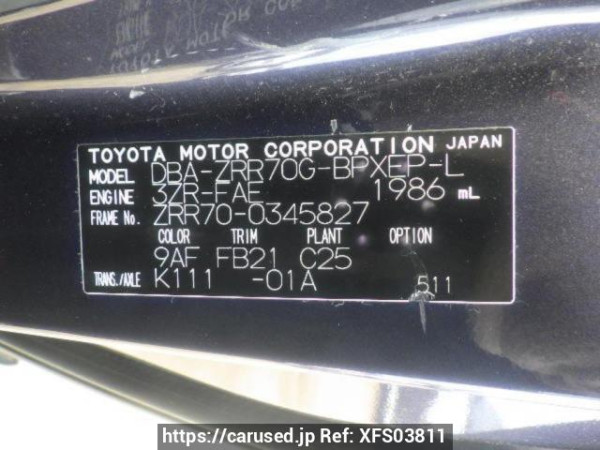 TOYOTA MOTOR CORPORATION JAPAN
MODEL DBA-ZRR70G-BPXEP-L
ENGINE 3ZR-FAE 1986 mL
FRAME No. ZRR70-0345827
COLOR TRIM PLANT OPTION
9AF FB21 C25
TRANS./AXLE K111 -01A 511
https://carused.jp Ref: XFS03811